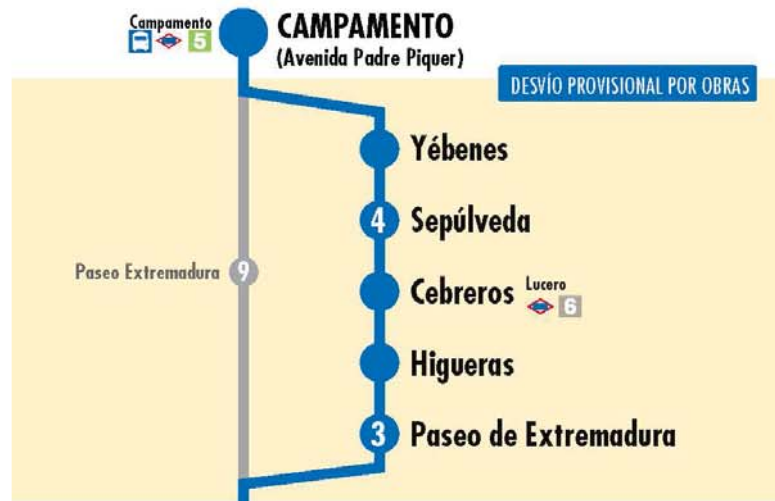 Campamento
5
CAMPAMENTO
(Avenida Padre Piquer)
DESVÍO PROVISIONAL POR OBRAS
Yébenes
4 Sepúlveda
Paseo Extremadura 9
Cebreros Lucero
6
Higueras
3 Paseo de Extremadura